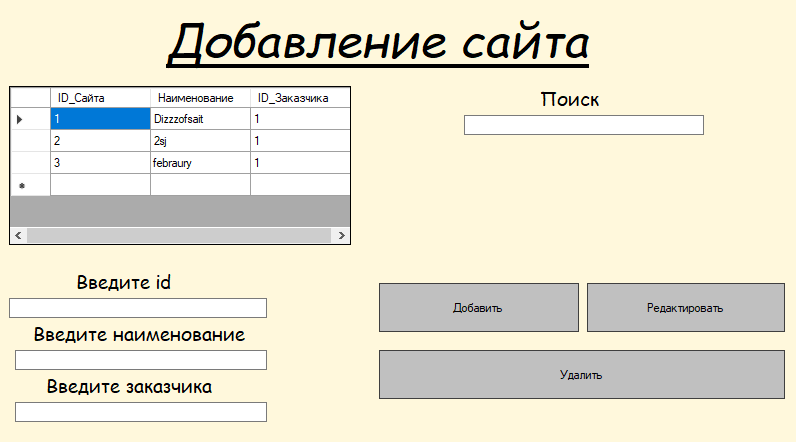 Добавление сайта
ID_Сайта Наименование ID_Заказчика
1 Dizzzofsait 1
2 2sj 1
3 febraury 1
Поиск
Введите id
Введите наименование
Введите заказчика
Добавить Редактировать
Удалить